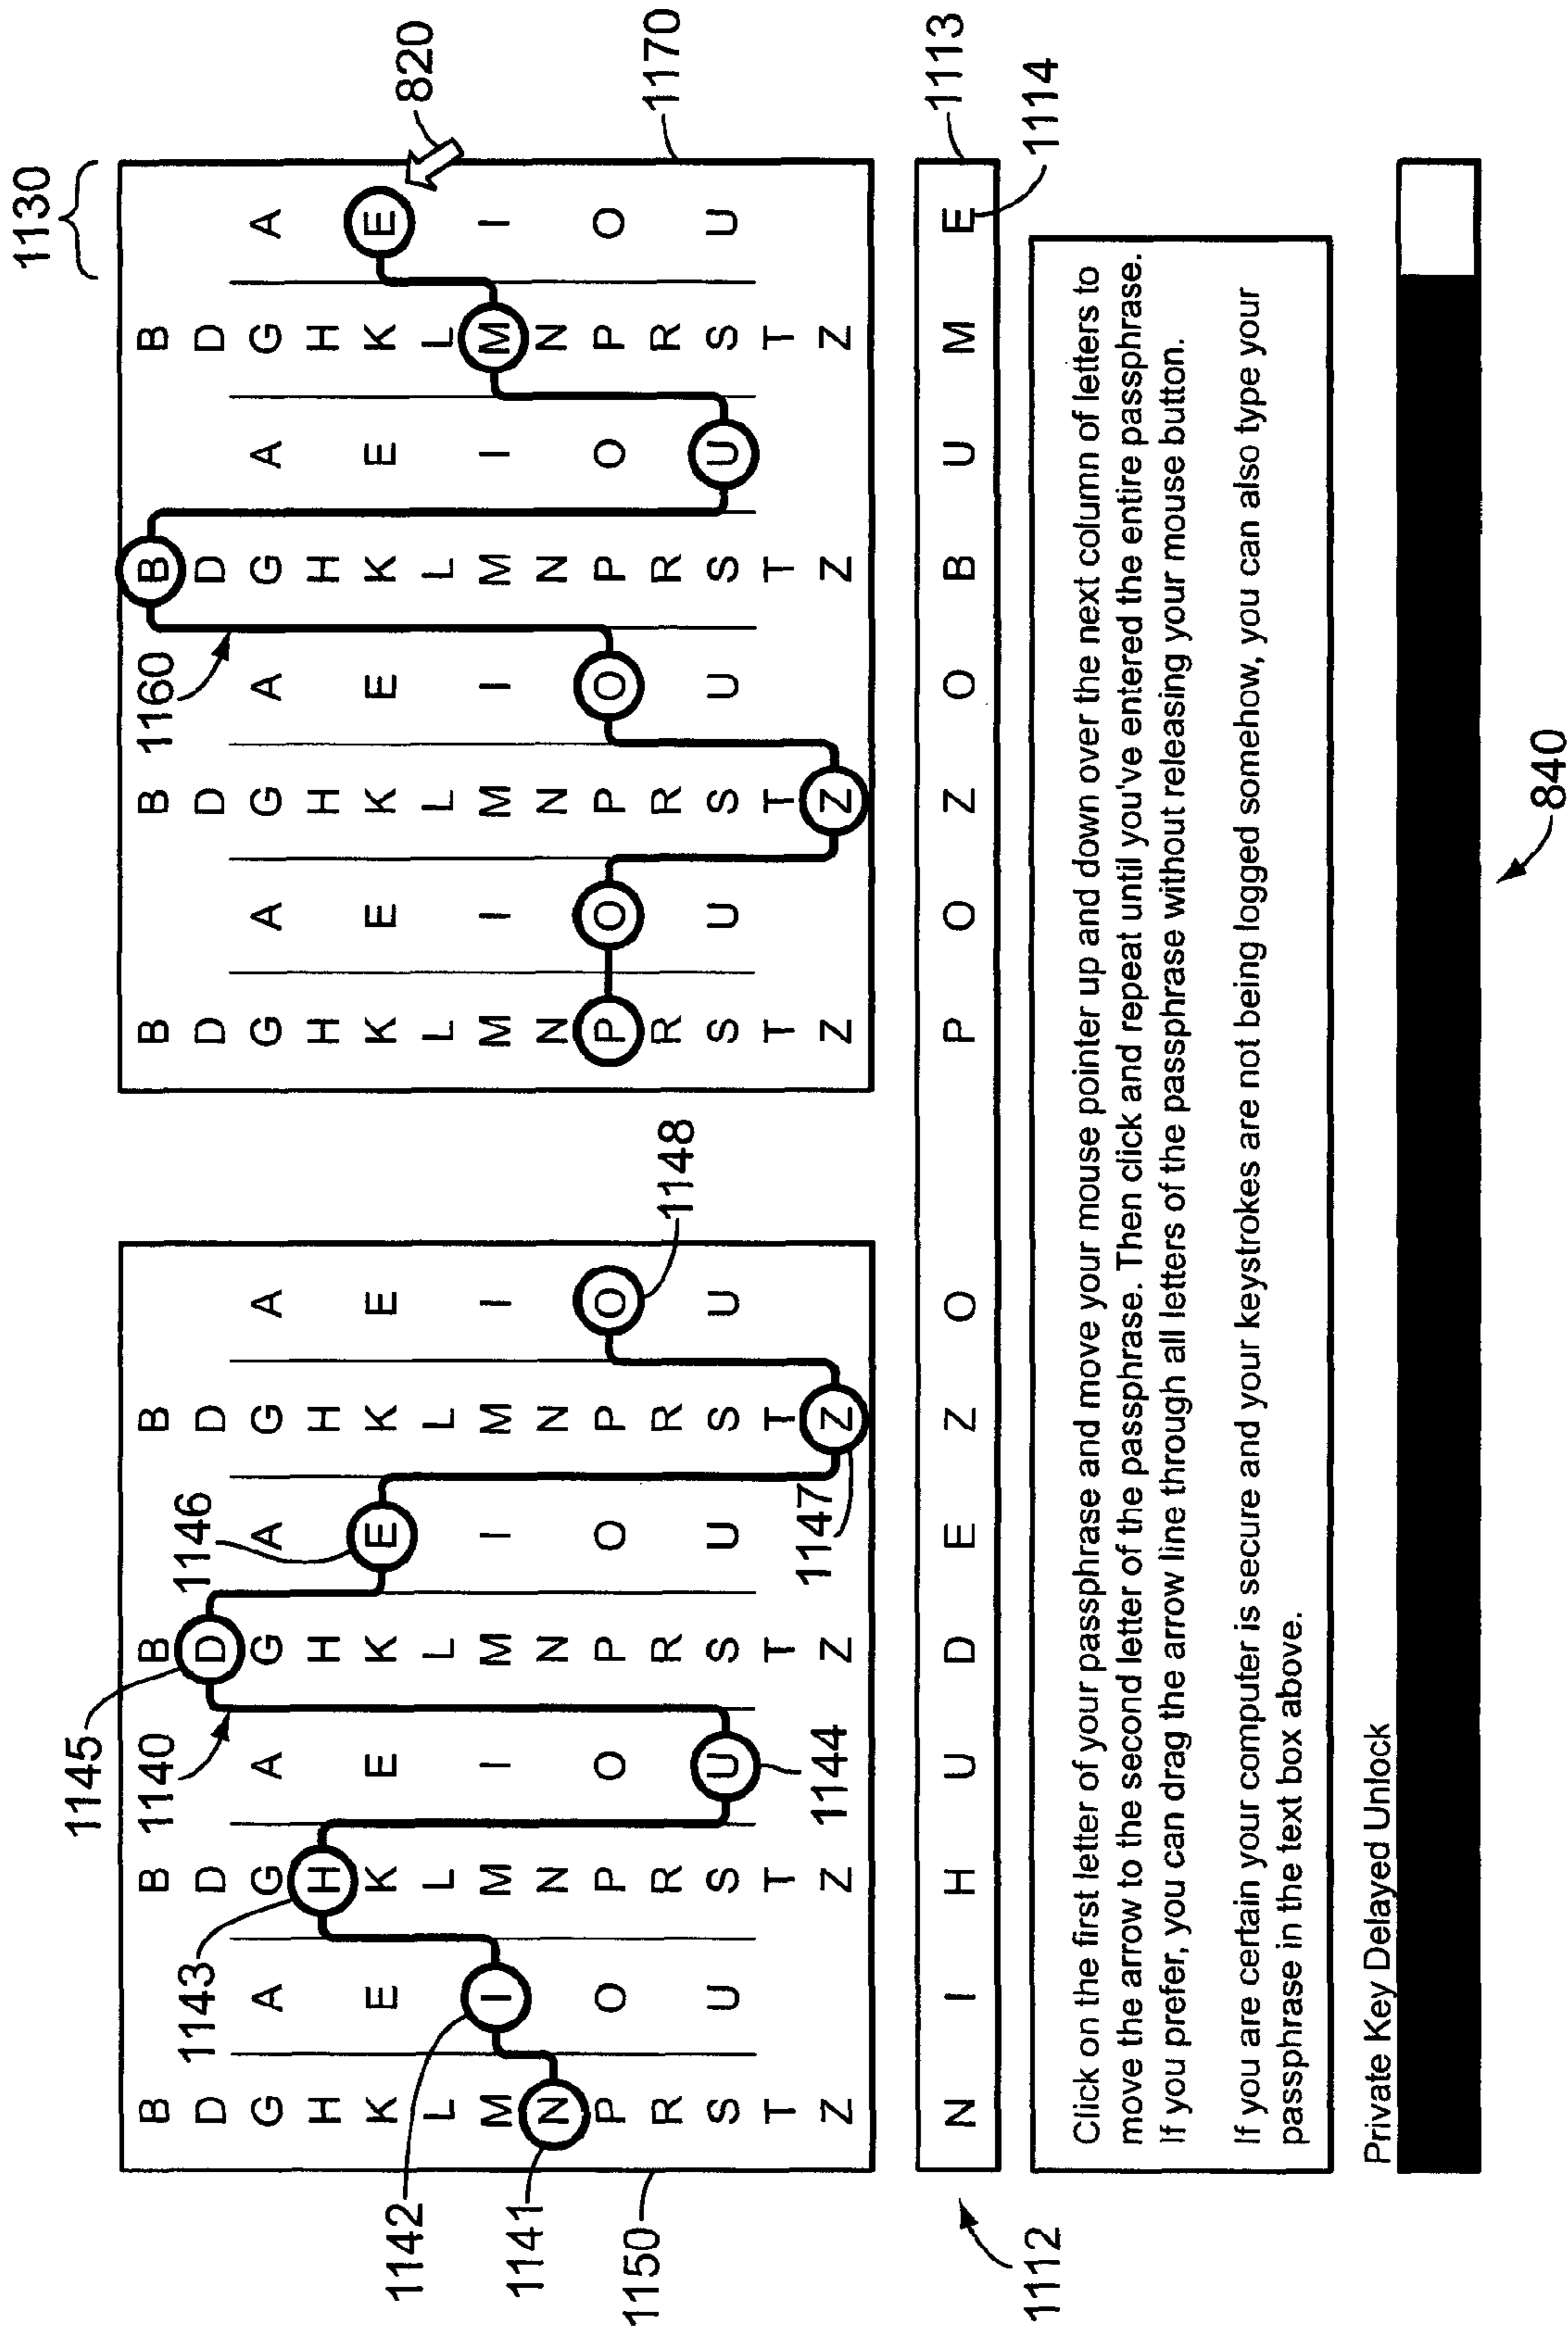 1130
1145
B B 1140 B B B B 1160 B B
D 1143 D D 1146 D D D D D
G A G A G A G A G A G A G A G A
H H H H H H H H
K E K E K E K E K E K E K E K E 820
1142 L L L L L L L L
M I M I M I M I M I M I M I M I
1141 N N N N N N N N
P O P O P O P O P O P O P O P O
1150 R R R R 1148 R R R R 1170
S U S U S U S U S U S U S U S U
T T T T T T T T
Z Z 1144 Z 1147 Z Z Z Z Z
N I H U D E Z O P O Z O B U M E 1113
1112 1114
Click on the first letter of your passphrase and move your mouse pointer up and down over the next column of letters to
move the arrow to the second letter of the passphrase. Then click and repeat until you've entered the entire passphrase.
If you prefer, you can drag the arrow line through all letters of the passphrase without releasing your mouse button.
If you are certain your computer is secure and your keystrokes are not being logged somehow, you can also type your
passphrase in the text box above.
Private Key Delayed Unlock
840